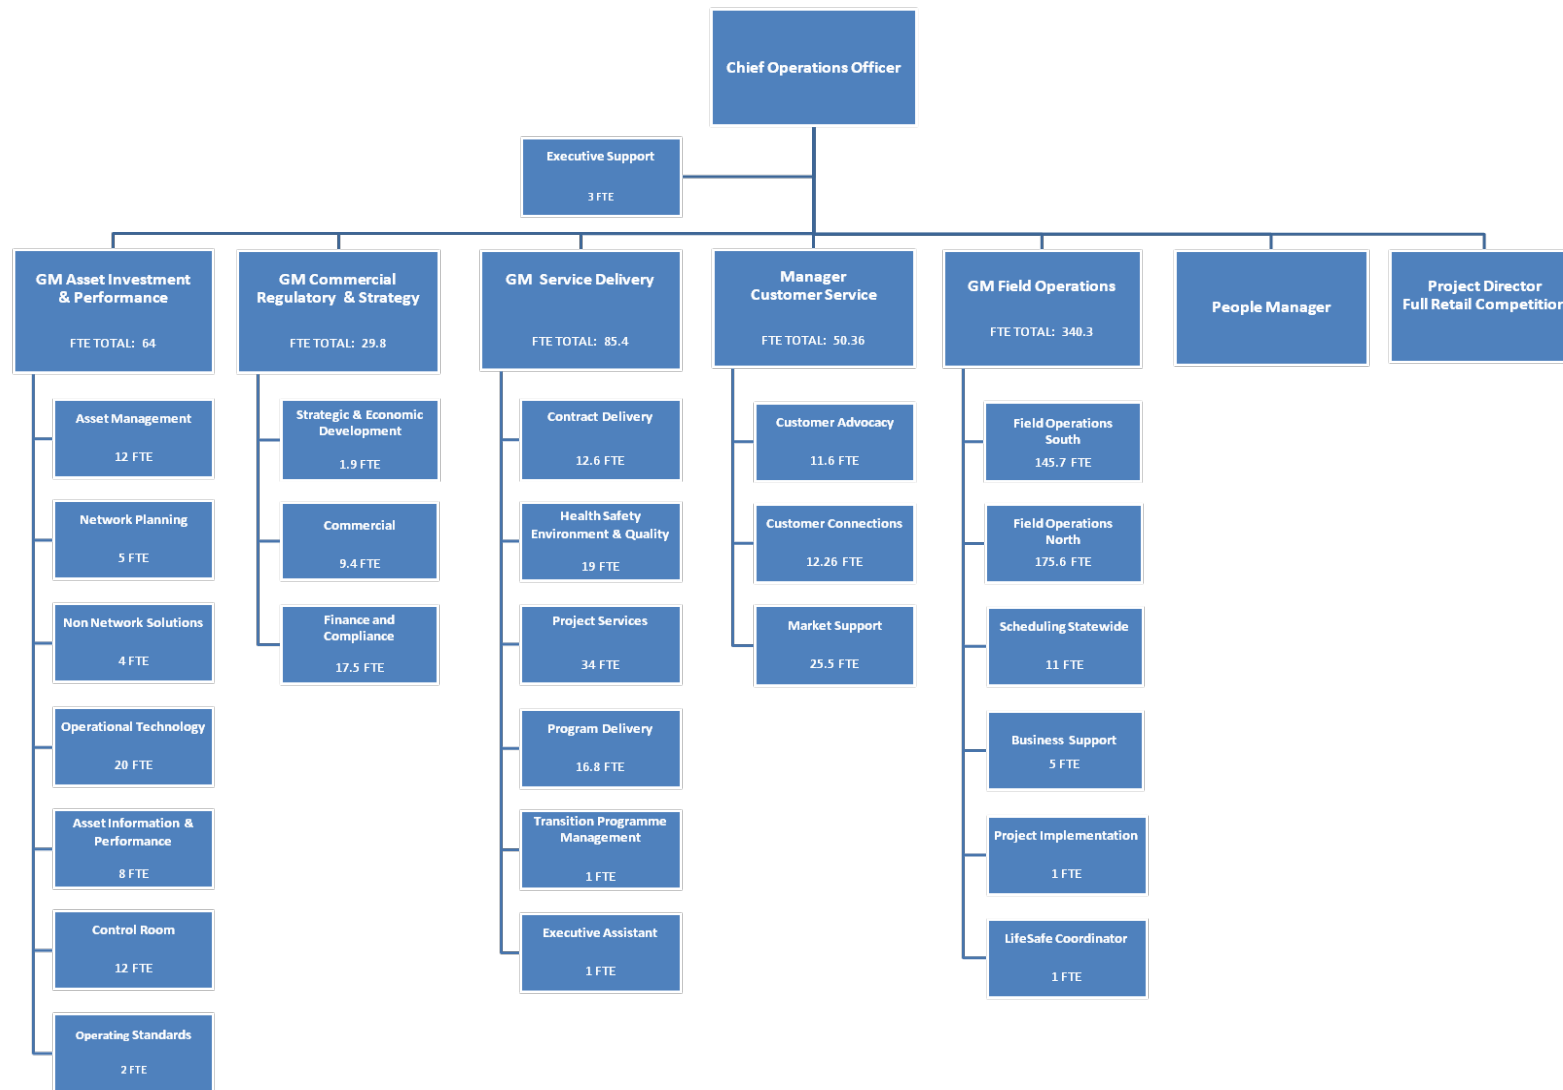 Chief Operations Officer
Executive Support
3 FTE
GM Asset Investment
& Performance
FTE TOTAL: 64
GM Commercial
Regulatory & Strategy
FTE TOTAL: 29.8
GM Service Delivery
FTE TOTAL: 85.4
Manager
Customer Service
FTE TOTAL: 50.36
GM Field Operations
FTE TOTAL: 340.3
People Manager
Project Director
Full Retail Competition
Asset Management
12 FTE
Network Planning
5 FTE
Non Network Solutions
4 FTE
Operational Technology
20 FTE
Asset Information &
Performance
8 FTE
Control Room
12 FTE
Operating Standards
2 FTE
Strategic & Economic
Development
1.9 FTE
Commercial
9.4 FTE
Finance and
Compliance
17.5 FTE
Contract Delivery
12.6 FTE
Health Safety
Environment & Quality
19 FTE
Project Services
34 FTE
Program Delivery
16.8 FTE
Transition Programme
Management
1 FTE
Executive Assistant
1 FTE
Customer Advocacy
11.6 FTE
Customer Connections
12.26 FTE
Market Support
25.5 FTE
Field Operations
South
145.7 FTE
Field Operations
North
175.6 FTE
Scheduling Statewide
11 FTE
Business Support
5 FTE
Project Implementation
1 FTE
LifeSafe Coordinator
1 FTE